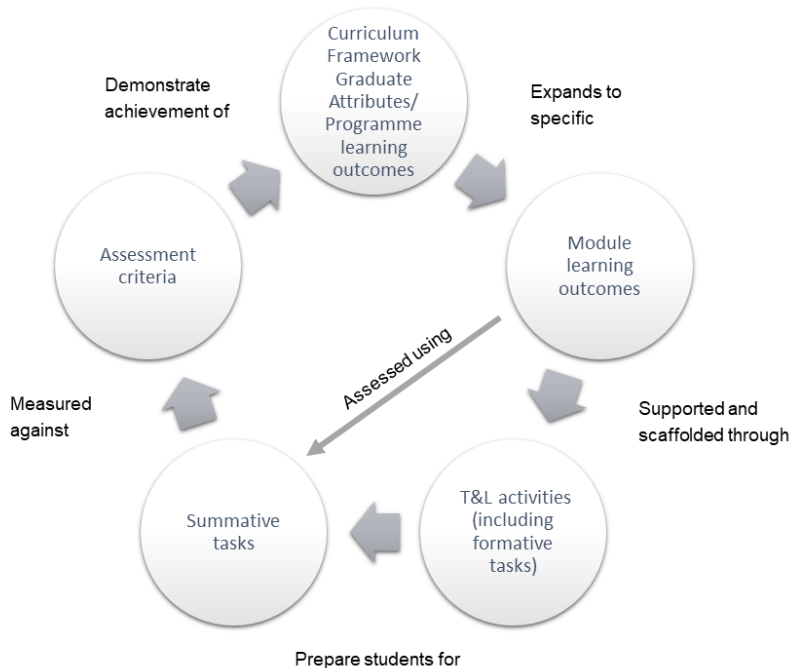 Curriculum
Framework
Graduate
Attributes/
Programme
learning
outcomes
Expands to
specific
Module
learning
outcomes
Supported and
scaffolded through
T&L activities
(including
formative
tasks)
Prepare students for
Summative
tasks
Measured
against
Assessment
criteria
Demonstrate
achievement of
Assessed using